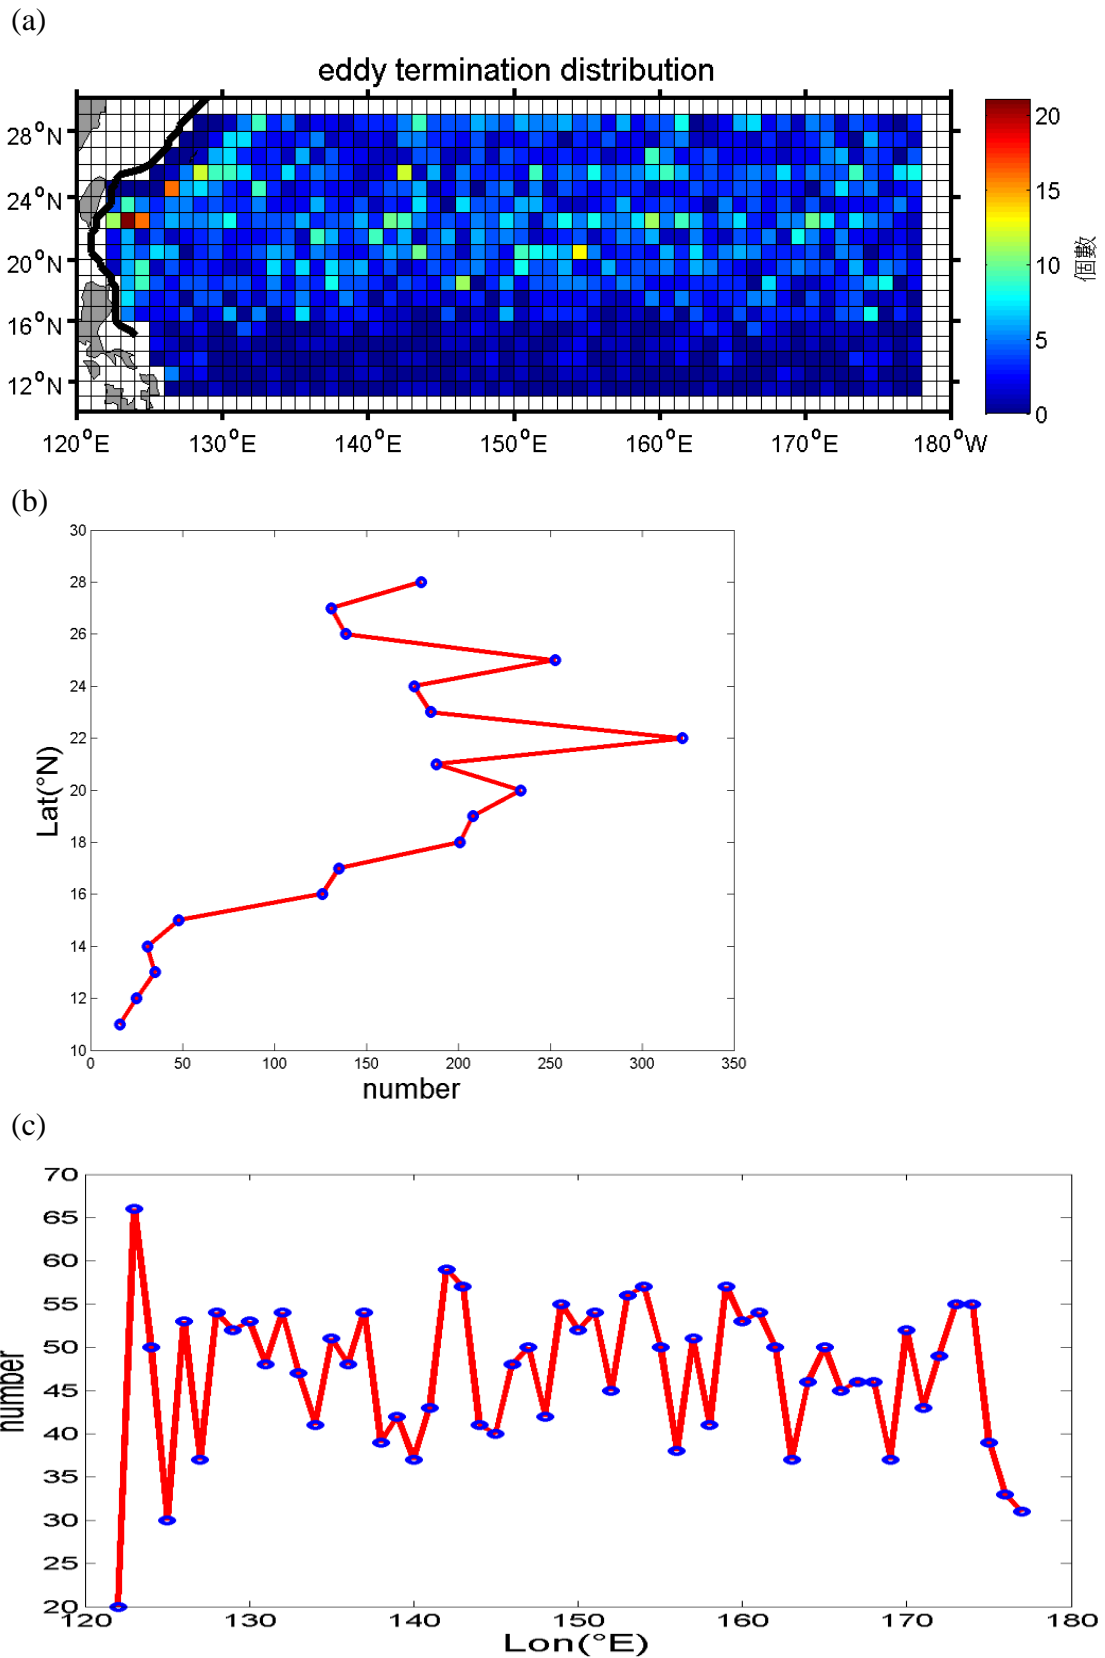 (a)
eddy termination distribution
28°N
24°N
20°N
16°N
12°N
120°E 130°E 140°E 150°E 160°E 170°E 180°W
20
15
10
5
0
個數
(b)
30
28
26
24
22
20
18
16
14
12
10
Lat(°N)
0 50 100 150 200 250 300 350
number
(c)
70
65
60
55
50
45
40
35
30
25
20
number
120 130 140 150 160 170 180
Lon(°E)